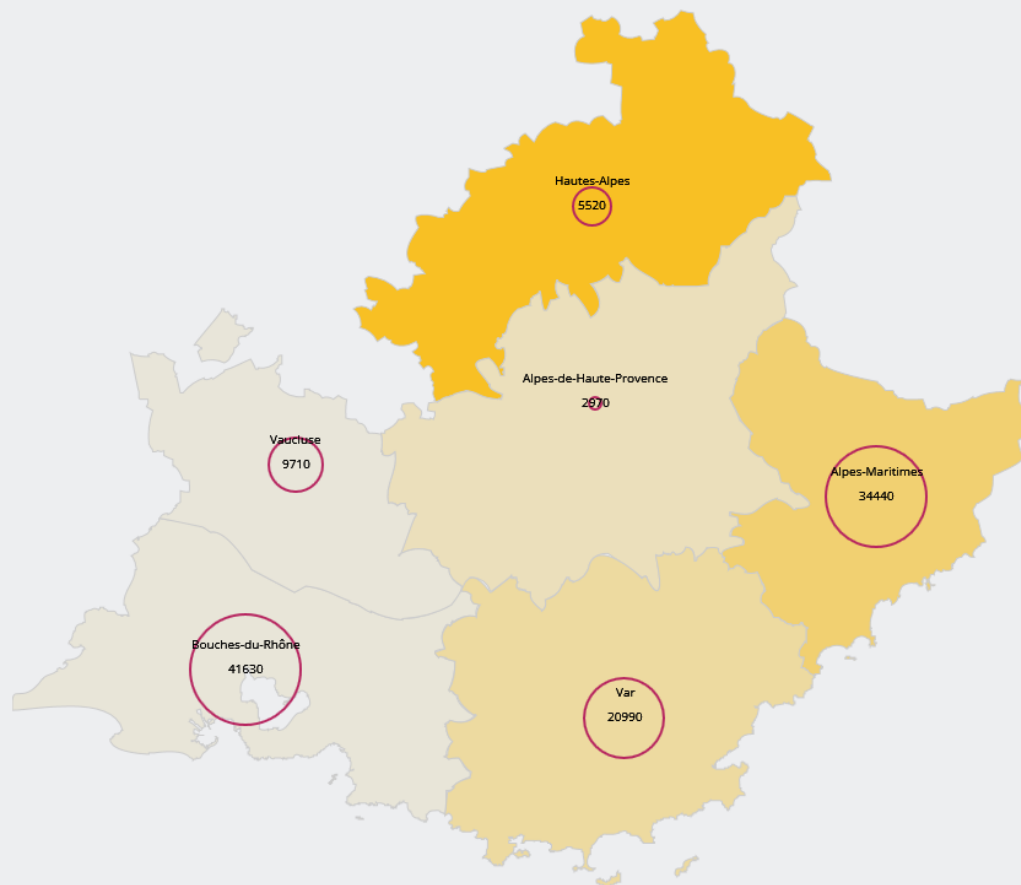 Hautes-Alpes
5520
Alpes-de-Haute-Provence
2970
Vaucluse
9710
Alpes-Maritimes
34440
Bouches-du-Rhône
41630
Var
20990